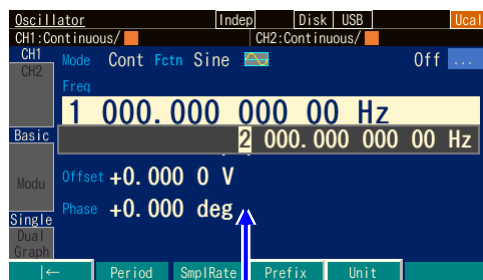 Oscillator Indep Disk USB Ucal
CH1:Continuous/ CH2:Continuous/
CH1 Mode Cont Fctn Sine Off ...
CH2
Freq
1 000.000 000 00 Hz
Basic 2 000.000 000 00 Hz
Modu Offset +0.000 0 V
Phase +0.000 deg
Single
Dual
Graph
|← Period SmplRate Prefix Unit